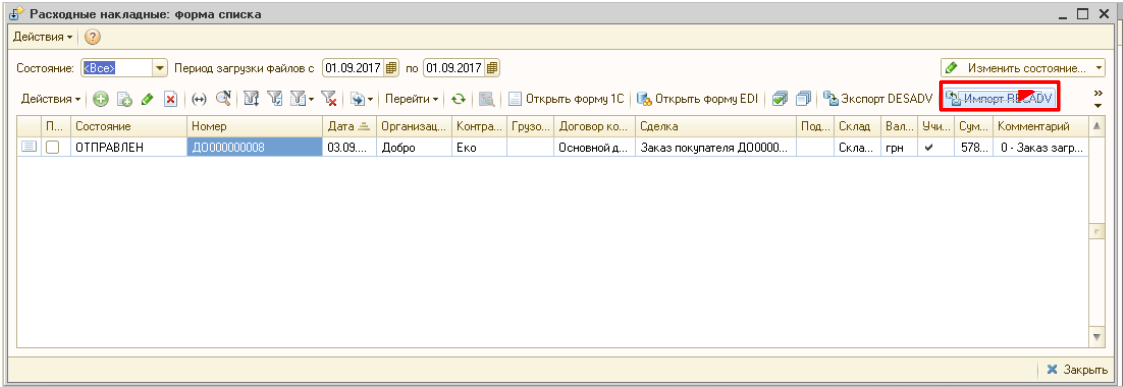 Расходные накладные: форма списка
Действия
Состояние: <Все> Период загрузки файлов с 01.09.2017 по 01.09.2017 Изменить состояние...
Действия Перейти Открыть форму 1С Открыть форму EDI Экспорт DESADV Импорт RECADV
П... Состояние Номер Дата Организац... Контра... Грузо... Договор ко... Сделка Под... Склад Вал... Учи... Сум... Комментарий
ОТПРАВЛЕН ДО000000008 03.09.... Добро Еко Основной д... Заказ покупателя ДО0000... Скла... грн 578... 0 - Заказ загр...
Закрыть